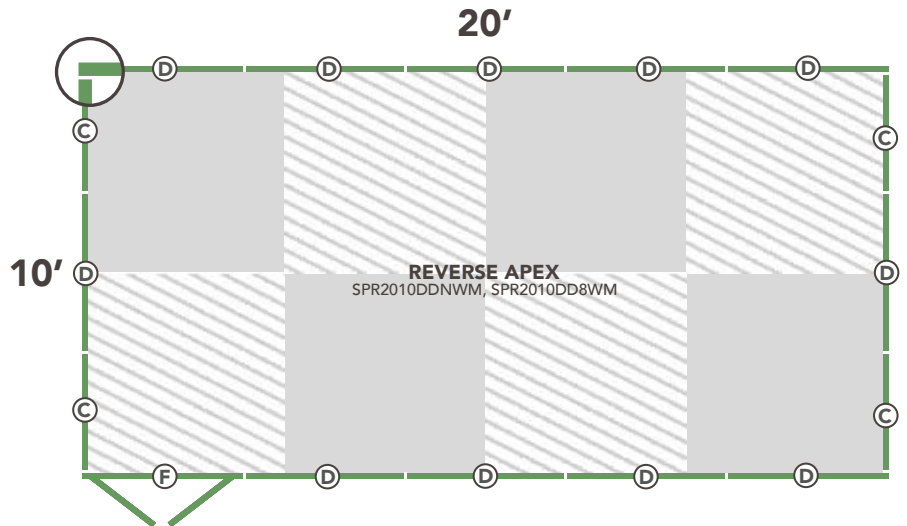 20’
D D D D D
C C
10’ D D
REVERSE APEX
SPR2010DDNWM, SPR2010DD8WM
C C
F D D D D